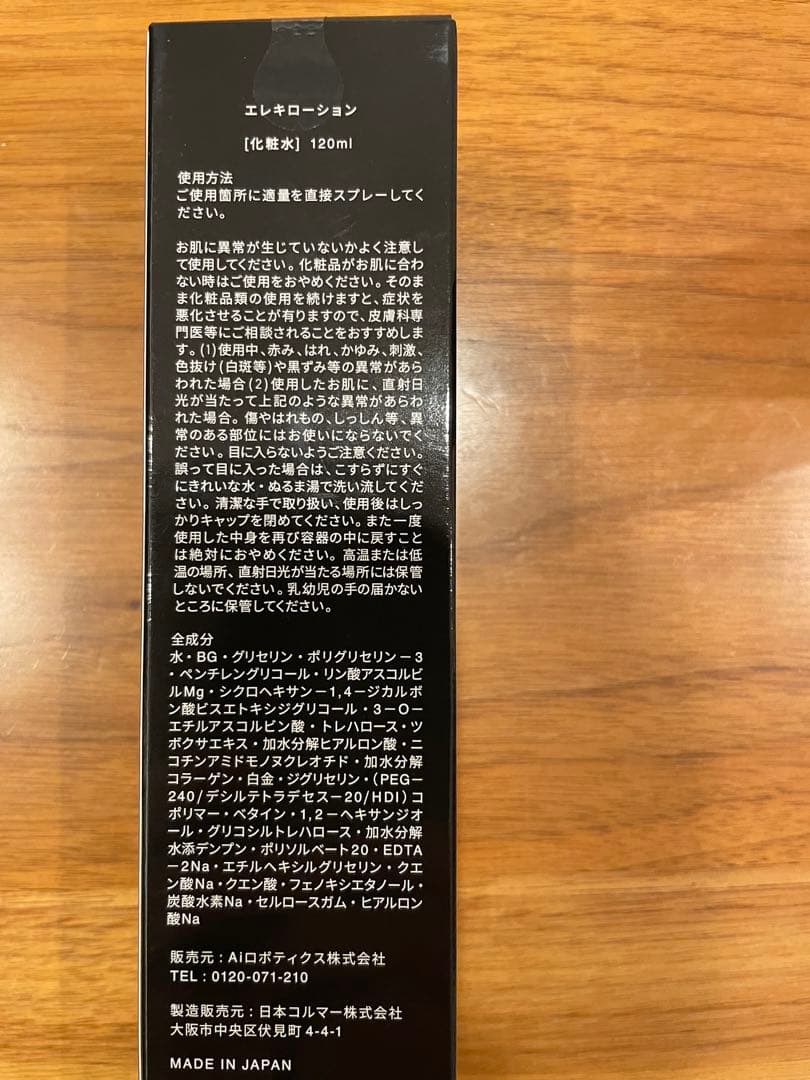 エレキローション
[化粧水] 120ml
使用方法
ご使用箇所に適量を直接スプレーしてく
ださい。
お肌に異常が生じていないかよく注意し
て使用してください。化粧品がお肌に合わ
ない時はご使用をおやめください。そのま
ま化粧品類の使用を続けますと、症状を
悪化させることが有りますので、皮膚科専
門医等にご相談されることをおすすめしま
す。(1)使用中、赤み、はれ、かゆみ、刺激、
色抜け(白斑等)や黒ずみ等の異常があら
われた場合(2)使用したお肌に、直射日
光が当たって上記のような異常があらわ
れた場合。傷やはれもの、しっしん等、異
常のある部位にはお使いにならないでく
ださい。目に入らないようご注意ください。
誤って目に入った場合は、こすらずにすぐ
にきれいな水・ぬるま湯で洗い流してくだ
さい。清潔な手で取り扱い、使用後はしっ
かりキャップを閉めてください。また一度
使用した中身を再び容器の中に戻すこと
は絶対におやめください。高温または低
温の場所、直射日光が当たる場所には保管
しないでください。乳幼児の手の届かない
ところに保管してください。
全成分
水・BG・グリセリン・ポリグリセリン－3
・ペンチレングリコール・リン酸アスコルビ
ルMg・シクロヘキサン－1,4－ジカルボ
ン酸ビスエトキシジグリコール・3－O－
エチルアスコルビン酸・トレハロース・ツ
ボクサエキス・加水分解ヒアルロン酸・ニ
コチンアミドモノヌクレオチド・加水分解
コラーゲン・白金・ジグリセリン・(PEG－
240/デシルテトラデセス－20/HDI)コ
ポリマー・ベタイン・1,2－ヘキサンジオ
ール・グリコシルトレハロース・加水分解
水添デンプン・ポリソルベート20・EDTA
－2Na・エチルヘキシルグリセリン・クエ
ン酸Na・クエン酸・フェノキシエタノール・
炭酸水素Na・セルロースガム・ヒアルロン
酸Na
販売元：Aiロボティクス株式会社
TEL：0120-071-210
製造販売元：日本コルマー株式会社
大阪市中央区伏見町4-4-1
MADE IN JAPAN